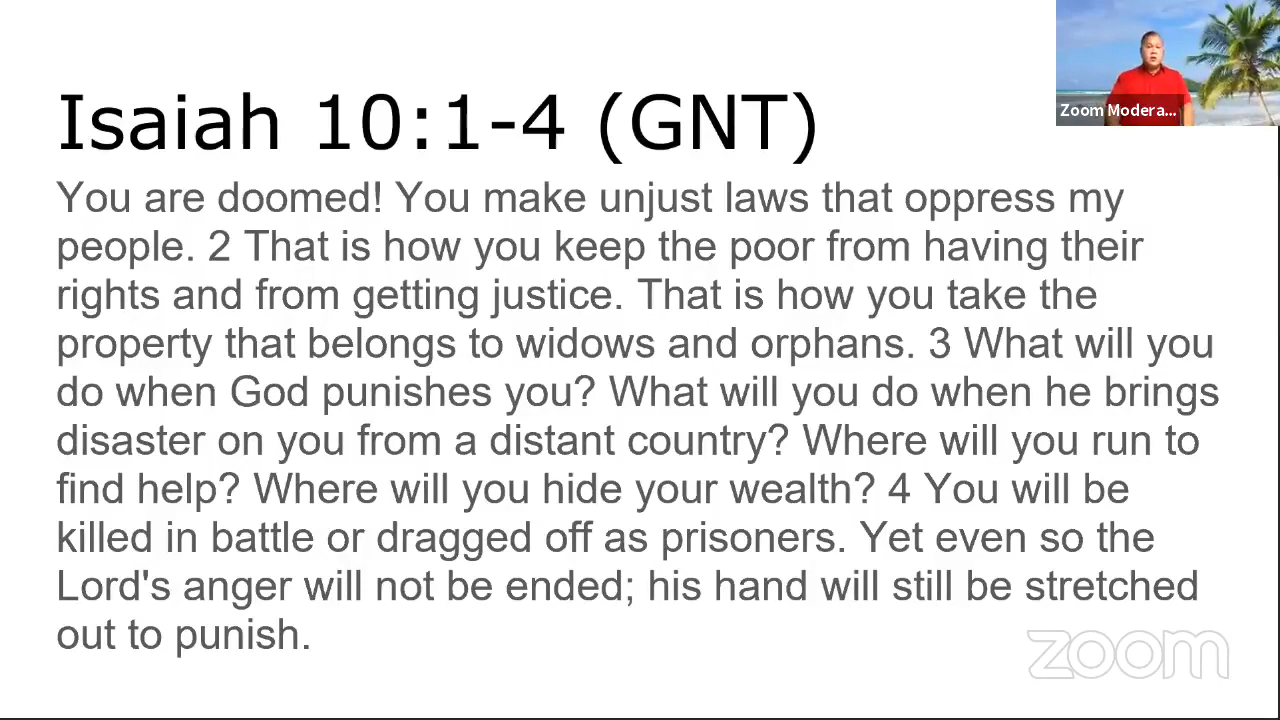 Zoom Modera...
Isaiah 10:1-4 (GNT)
You are doomed! You make unjust laws that oppress my
people. 2 That is how you keep the poor from having their
rights and from getting justice. That is how you take the
property that belongs to widows and orphans. 3 What will you
do when God punishes you? What will you do when he brings
disaster on you from a distant country? Where will you run to
find help? Where will you hide your wealth? 4 You will be
killed in battle or dragged off as prisoners. Yet even so the
Lord's anger will not be ended; his hand will still be stretched
out to punish.
zoom